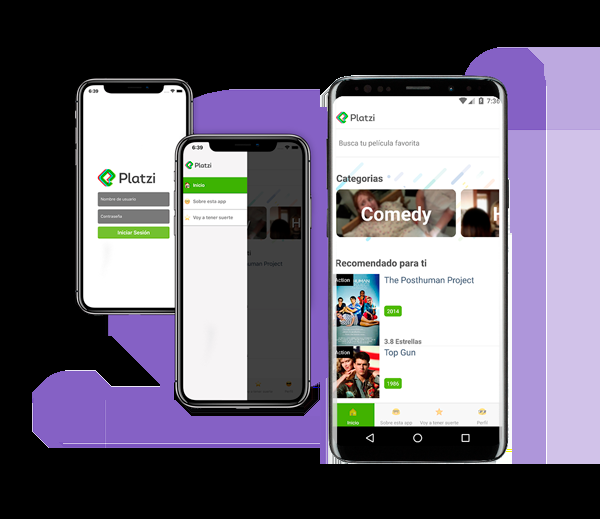 6:39
Platzi
Nombre de usuario
Contraseña
Iniciar Sesión
6:39
Platzi
Inicio
Sobre esta app
Voy a tener suerte
7:36
Platzi
Busca tu película favorita
Categorias
Comedy
H
Recomendado para ti
Action
The Posthuman Project
2014
3.8 Estrellas
Action
Top Gun
1986
Inicio
Sobre esta app
Voy a tener suerte
Perfil